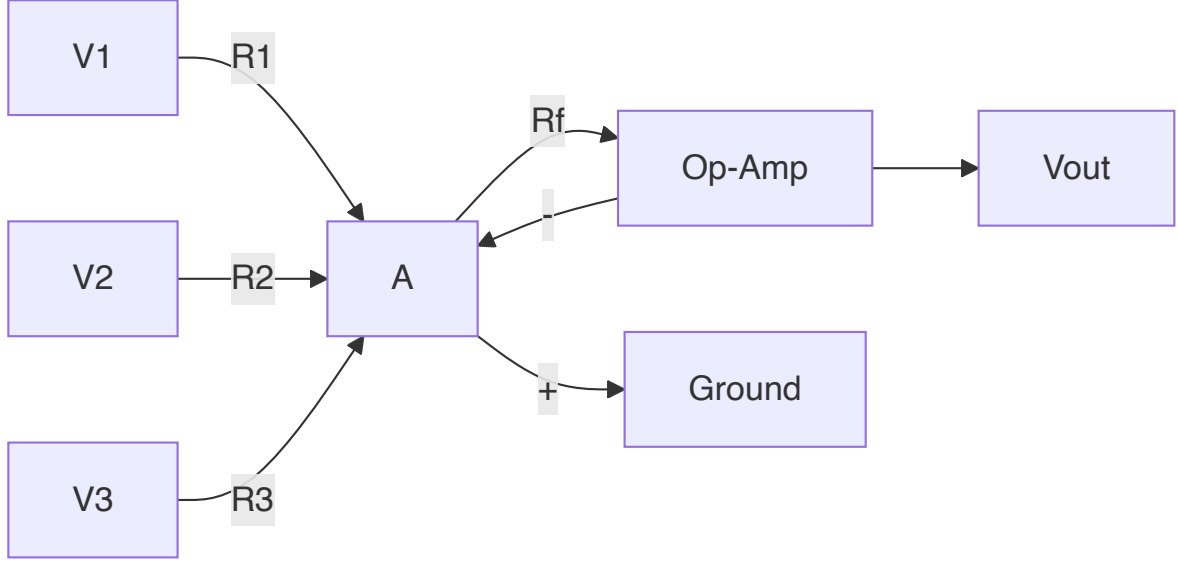 V1
R1
Rf
Op-Amp
Vout
-
V2
R2
A
+
Ground
V3
R3